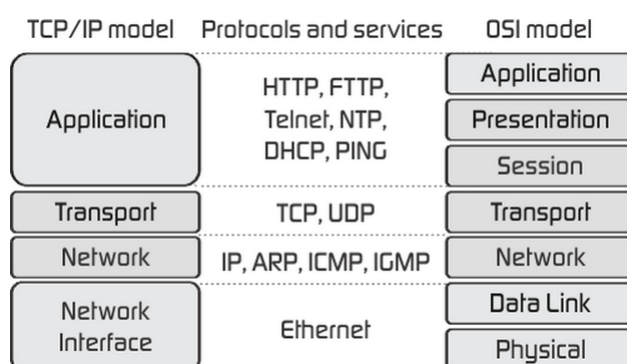 TCP/IP model Protocols and services OSI model
Application
HTTP, FTTP,
Telnet, NTP,
DHCP, PING
Application
Presentation
Session
Transport TCP, UDP Transport
Network IP, ARP, ICMP, IGMP Network
Network
Interface
Ethernet
Data Link
Physical